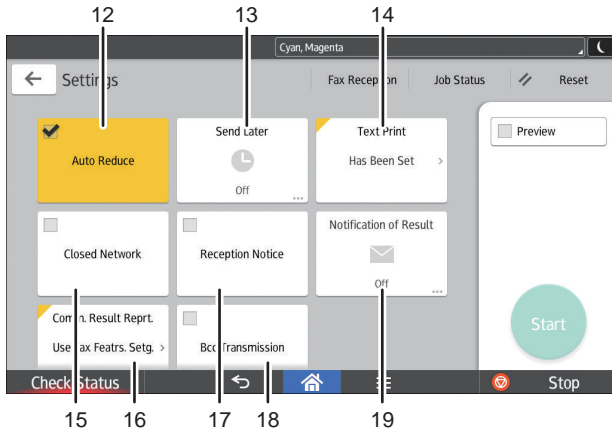 12 13 14
Cyan, Magenta
Settings Fax Reception Job Status Reset
Send Later Text Print Preview
Auto Reduce Has Been Set
Off
Notification of Result
Closed Network Reception Notice
Off
Comm. Result Reprt.
Use Fax Featrs. Setg. Bcc Transmission Start
Check Status Stop
15 16 17 18 19